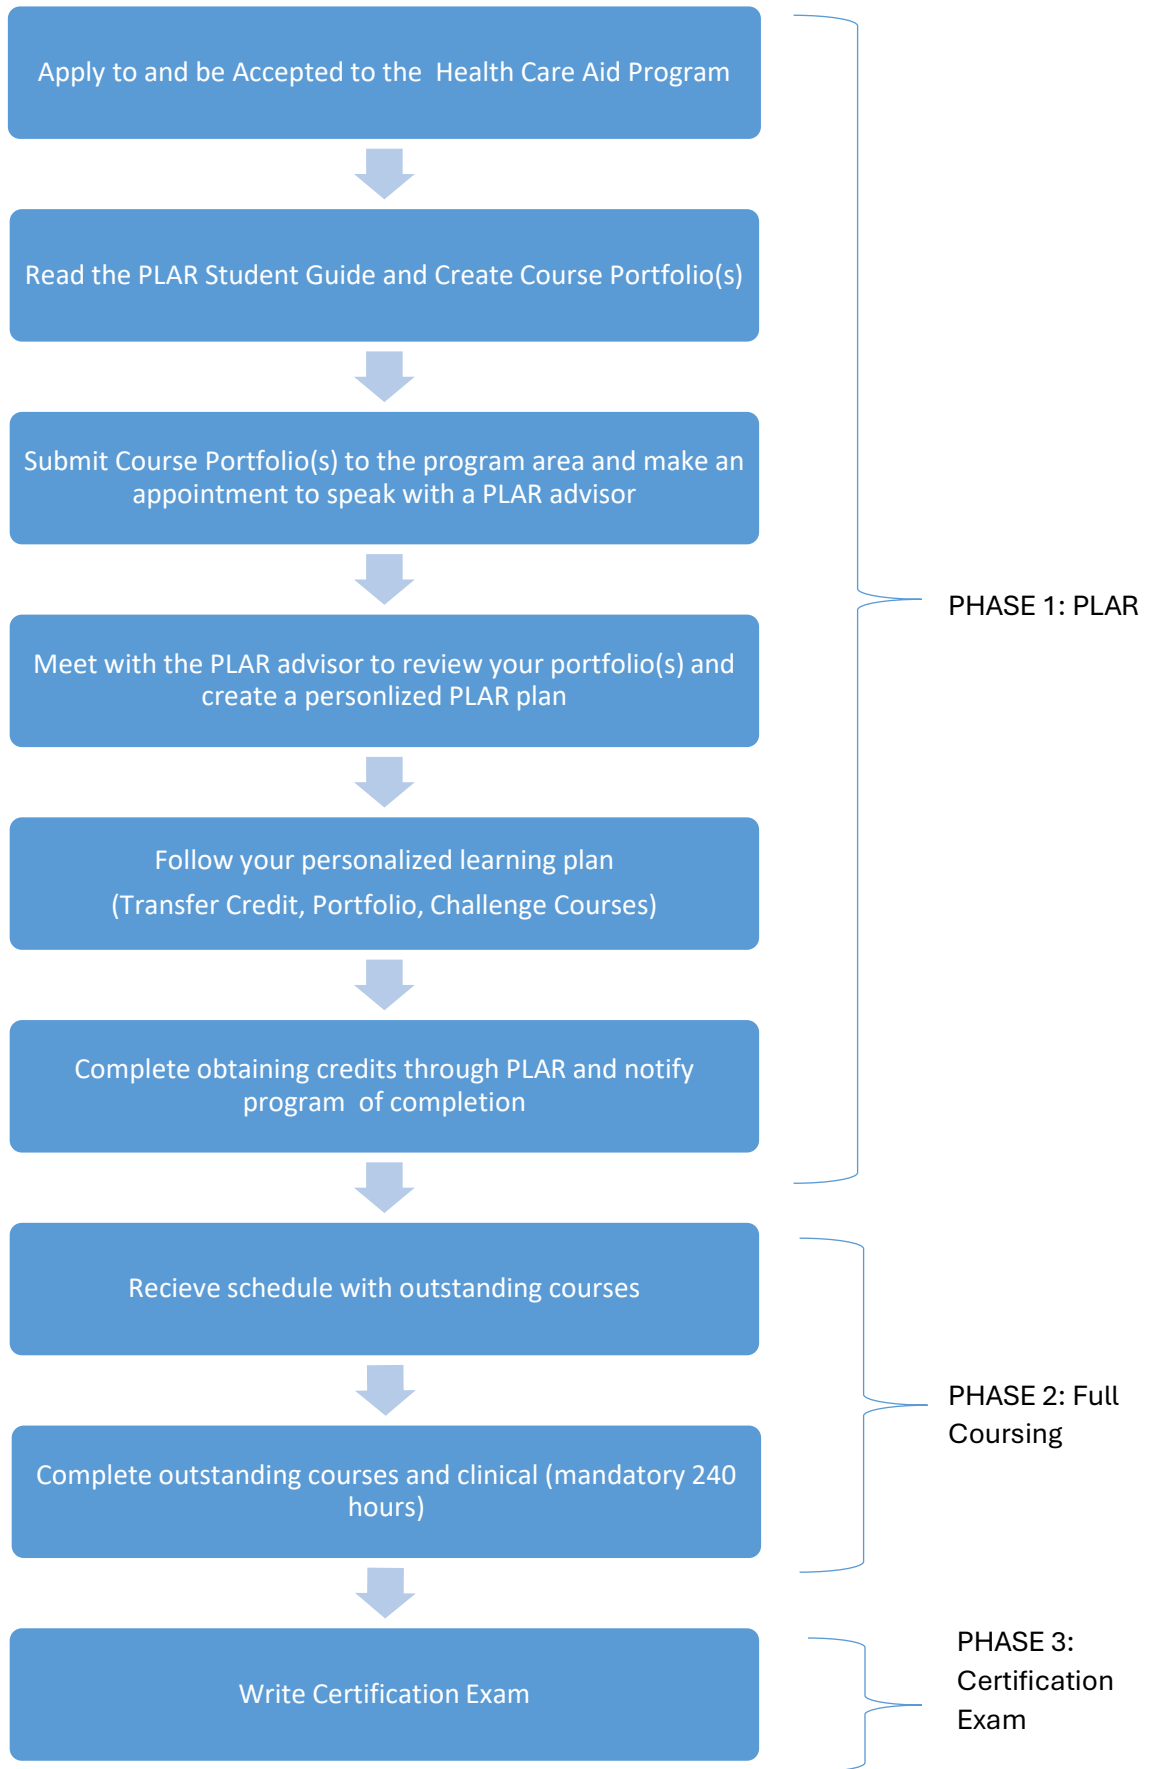 Apply to and be Accepted to the  Health Care Aid Program
Read the PLAR Student Guide and Create Course Portfolio(s)
Submit Course Portfolio(s) to the program area and make an
appointment to speak with a PLAR advisor
PHASE 1: PLAR
Meet with the PLAR advisor to review your portfolio(s) and
create a personlized PLAR plan
Follow your personalized learning plan
(Transfer Credit, Portfolio, Challenge Courses)
Complete obtaining credits through PLAR and notify
program  of completion
Recieve schedule with outstanding courses
PHASE 2: Full
Coursing
Complete outstanding courses and clinical (mandatory 240
hours)
PHASE 3:
Certification
Exam
Write Certification Exam